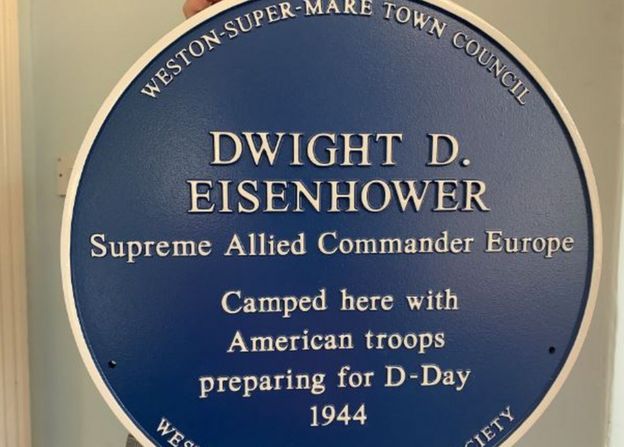 WESTON-SUPER-MARE TOWN COUNCIL
DWIGHT D.
EISENHOWER
Supreme Allied Commander Europe
Camped here with
American troops
preparing for D-Day
1944